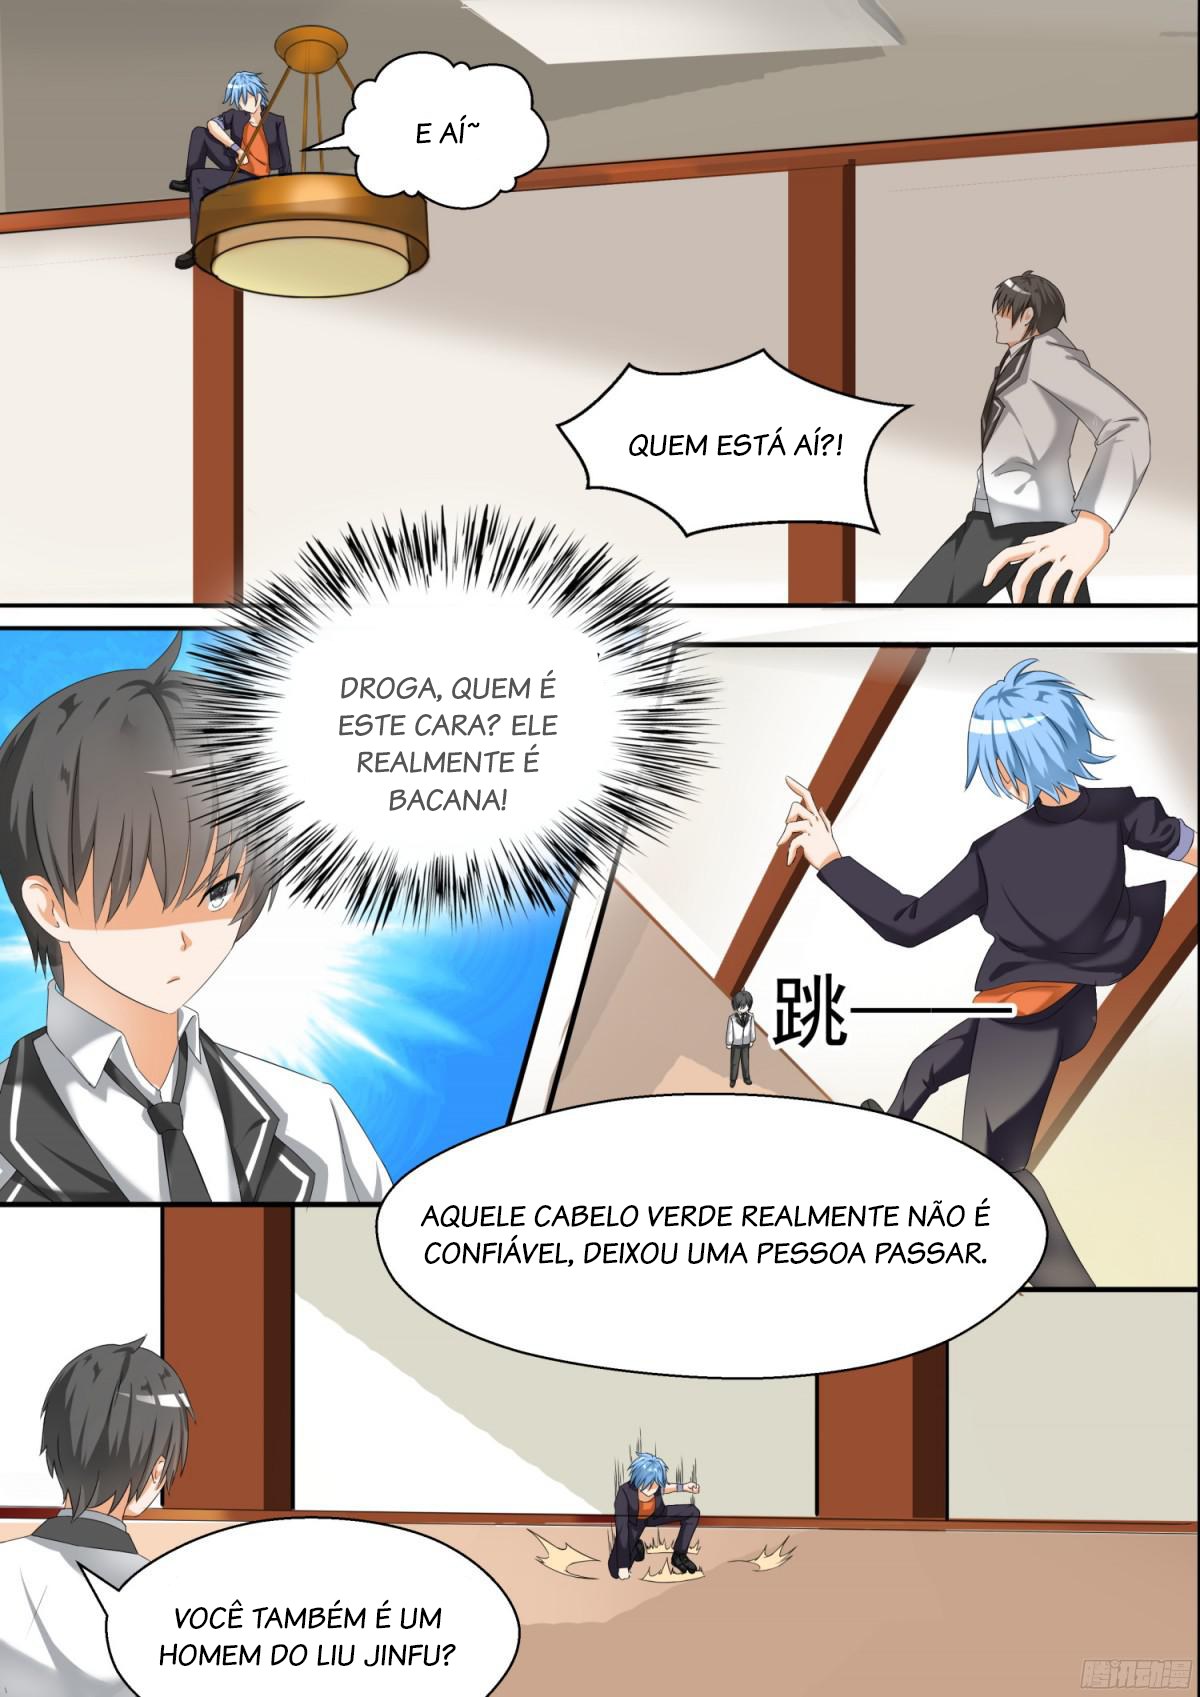 E AÍ~
QUEM ESTÁ AÍ?!
DROGA, QUEM É
ESTE CARA? ELE
REALMENTE É
BACANA!
跳——
AQUELE CABELO VERDE REALMENTE NÃO É
CONFIÁVEL, DEIXOU UMA PESSOA PASSAR.
VOCÊ TAMBÉM É UM
HOMEM DO LIU JINFU?
腾讯动漫